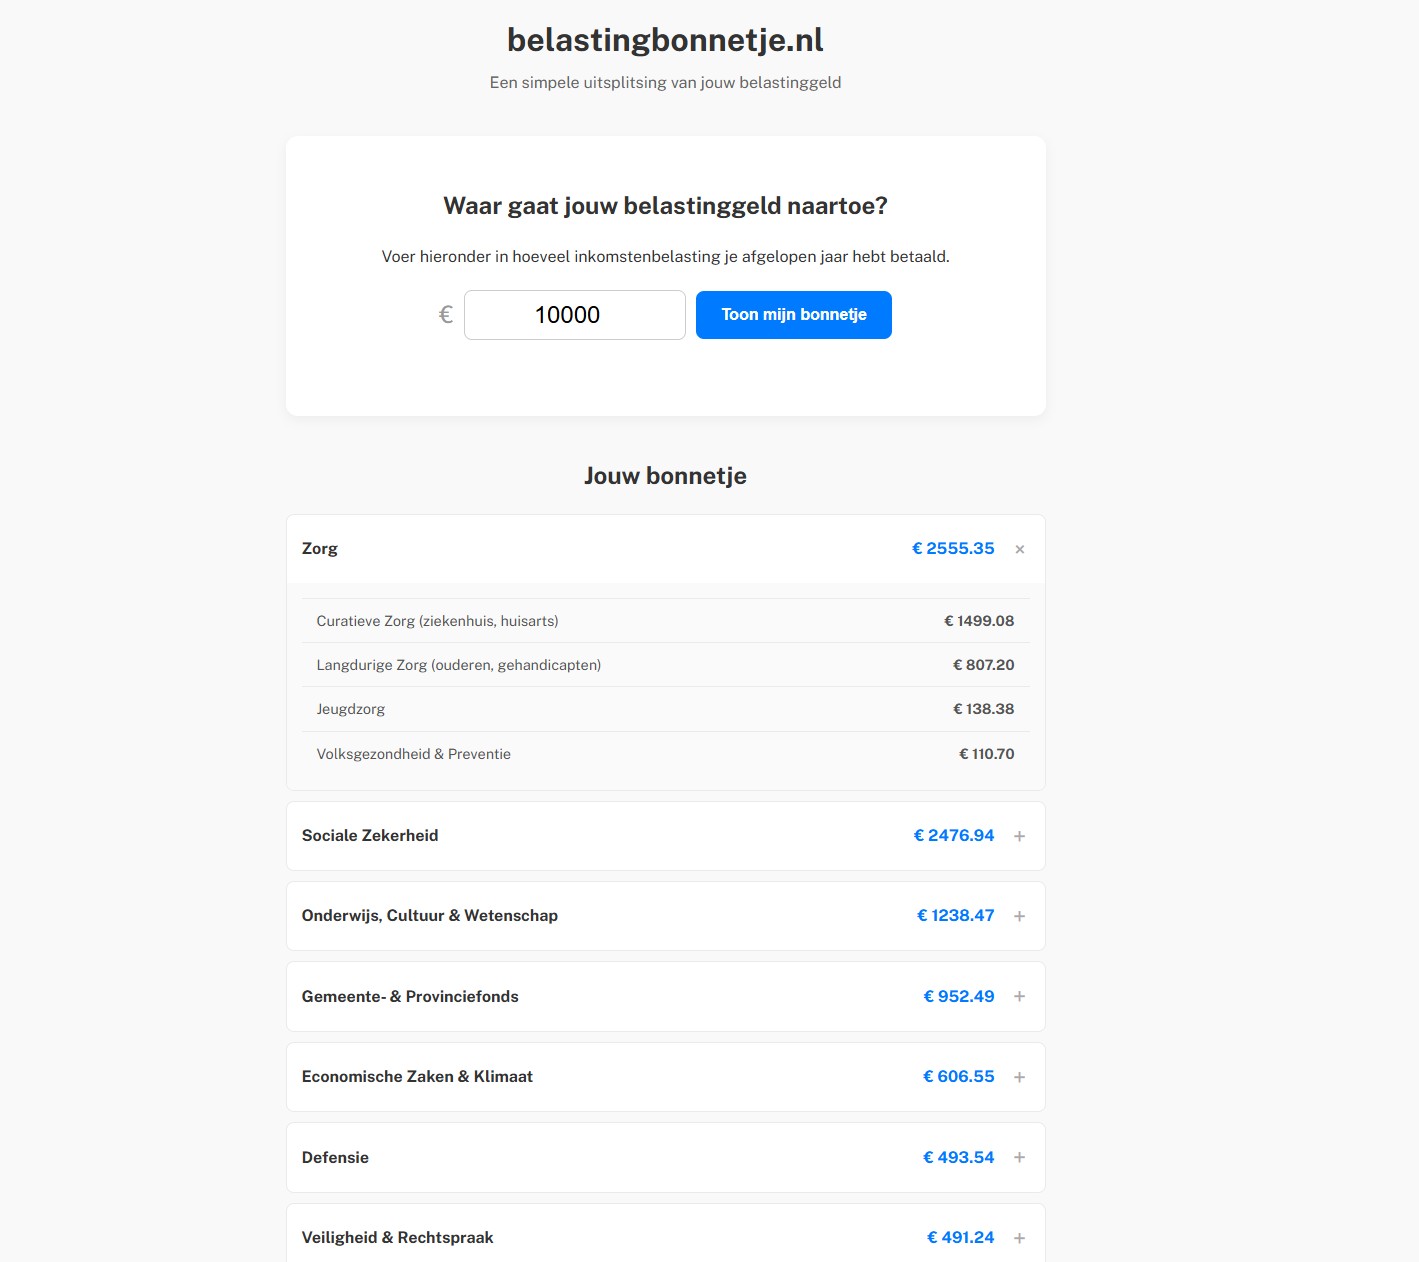 belastingbonnetje.nl
Een simpele uitsplitsing van jouw belastinggeld
Waar gaat jouw belastinggeld naartoe?
Voer hieronder in hoeveel inkomstenbelasting je afgelopen jaar hebt betaald.
€ 10000 Toon mijn bonnetje
Jouw bonnetje
Zorg € 2555.35 ×
Curatieve Zorg (ziekenhuis, huisarts) € 1499.08
Langdurige Zorg (ouderen, gehandicapten) € 807.20
Jeugdzorg € 138.38
Volksgezondheid & Preventie € 110.70
Sociale Zekerheid € 2476.94 +
Onderwijs, Cultuur & Wetenschap € 1238.47 +
Gemeente- & Provinciefonds € 952.49 +
Economische Zaken & Klimaat € 606.55 +
Defensie € 493.54 +
Veiligheid & Rechtspraak € 491.24 +